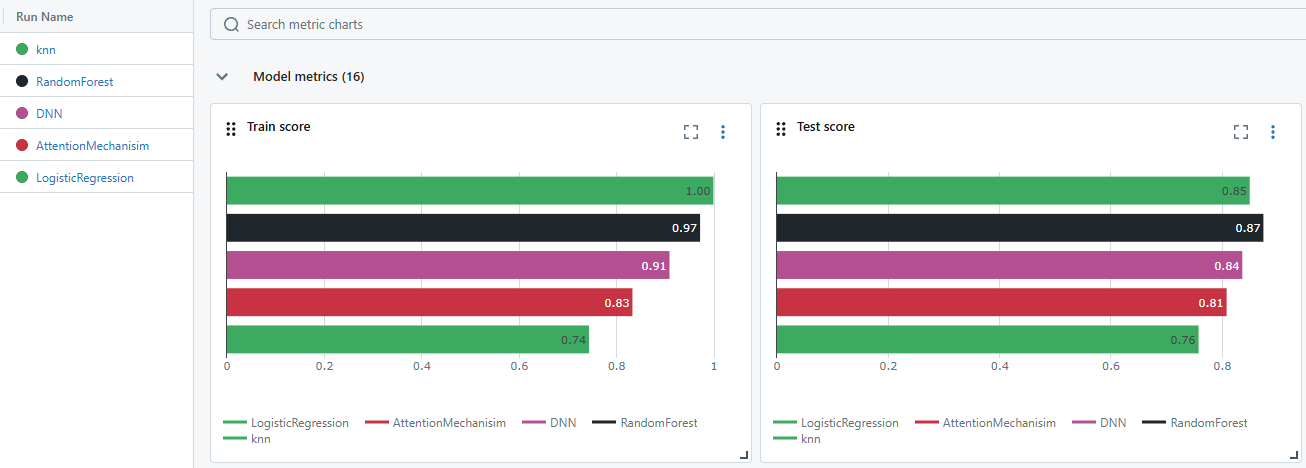 Run Name
knn
RandomForest
DNN
AttentionMechanisim
LogisticRegression
Search metric charts
Model metrics (16)
Train score
1.00
0.97
0.91
0.83
0.74
0 0.2 0.4 0.6 0.8 1
LogisticRegression AttentionMechanisim DNN RandomForest
knn
Test score
0.85
0.87
0.84
0.81
0.76
0 0.2 0.4 0.6 0.8
LogisticRegression AttentionMechanisim DNN RandomForest
knn